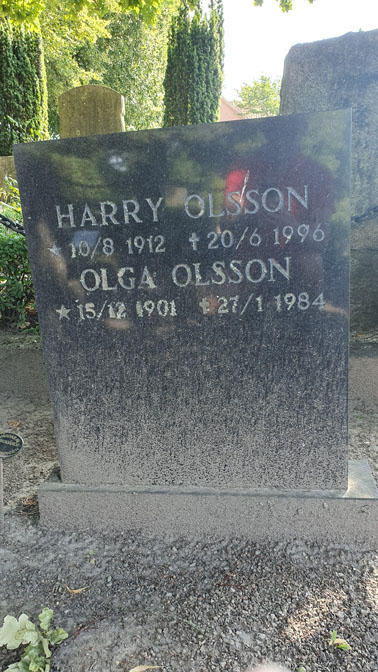 HARRY OLSSON
★ 10/8 1912 ✝ 20/6 1996
OLGA OLSSON
★ 15/12 1901 ✝ 27/1 1984